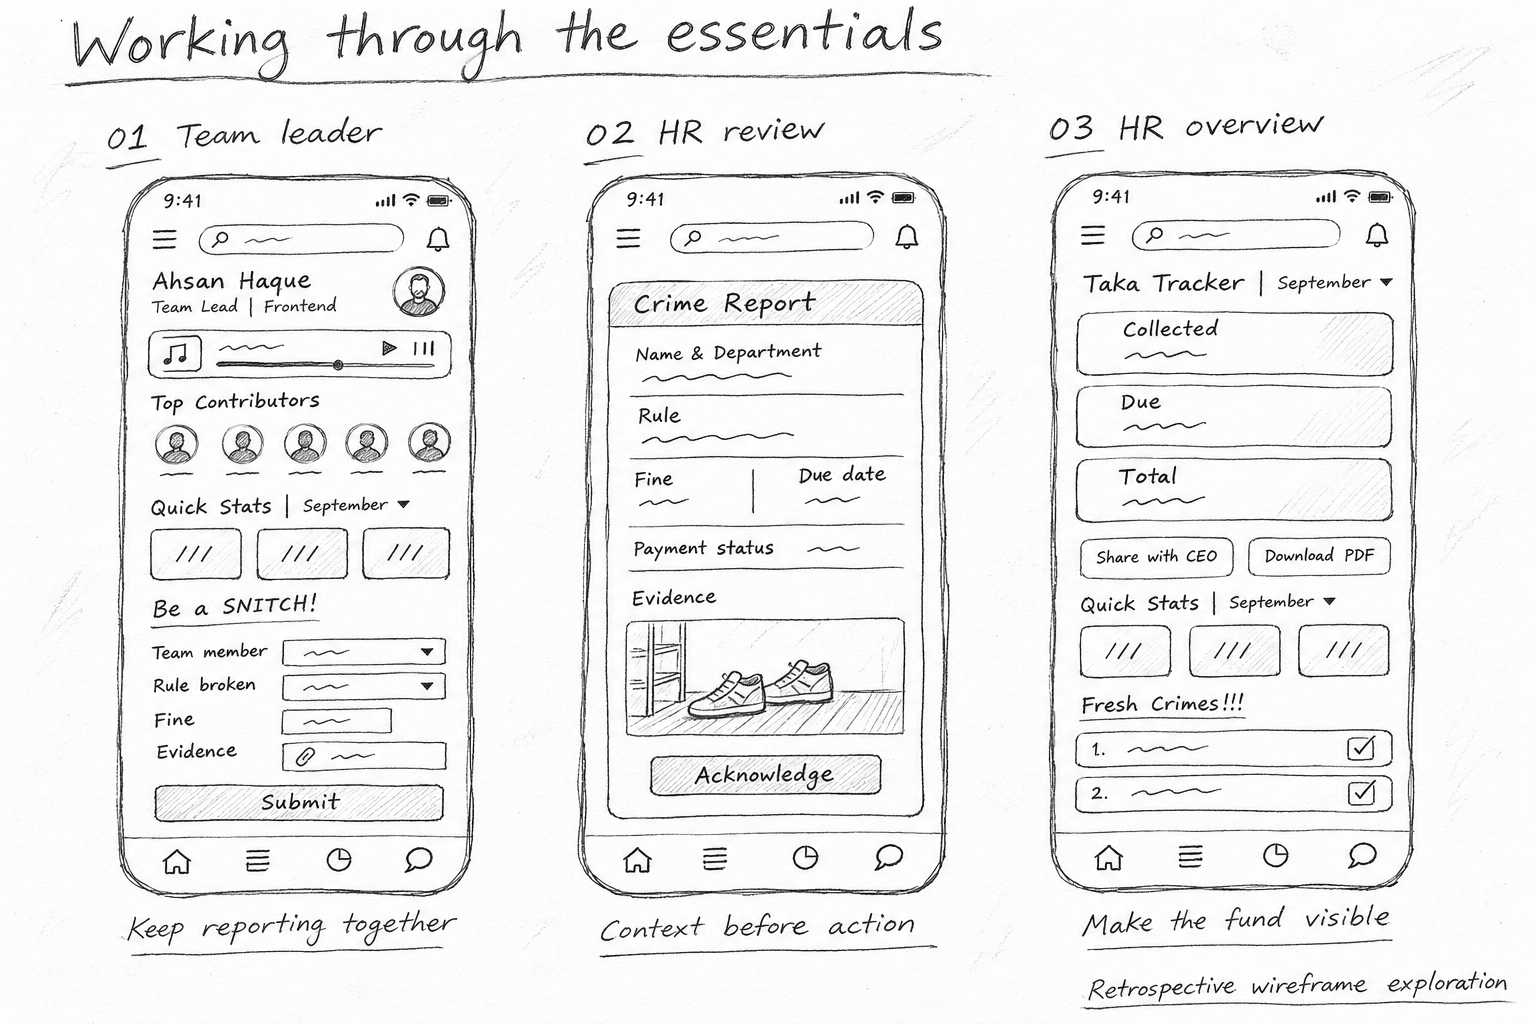 Working through the essentials
01 Team leader
9:41
Ahsan Haque
Team Lead | Frontend
Top Contributors
Quick Stats | September
Be a SNITCH!
Team member
Rule broken
Fine
Evidence
Submit
Keep reporting together
02 HR review
9:41
Crime Report
Name & Department
Rule
Fine
Due date
Payment status
Evidence
Acknowledge
Context before action
03 HR overview
9:41
Taka Tracker | September
Collected
Due
Total
Share with CEO
Download PDF
Quick Stats | September
Fresh Crimes!!!
1.
2.
Make the fund visible
Retrospective wireframe exploration